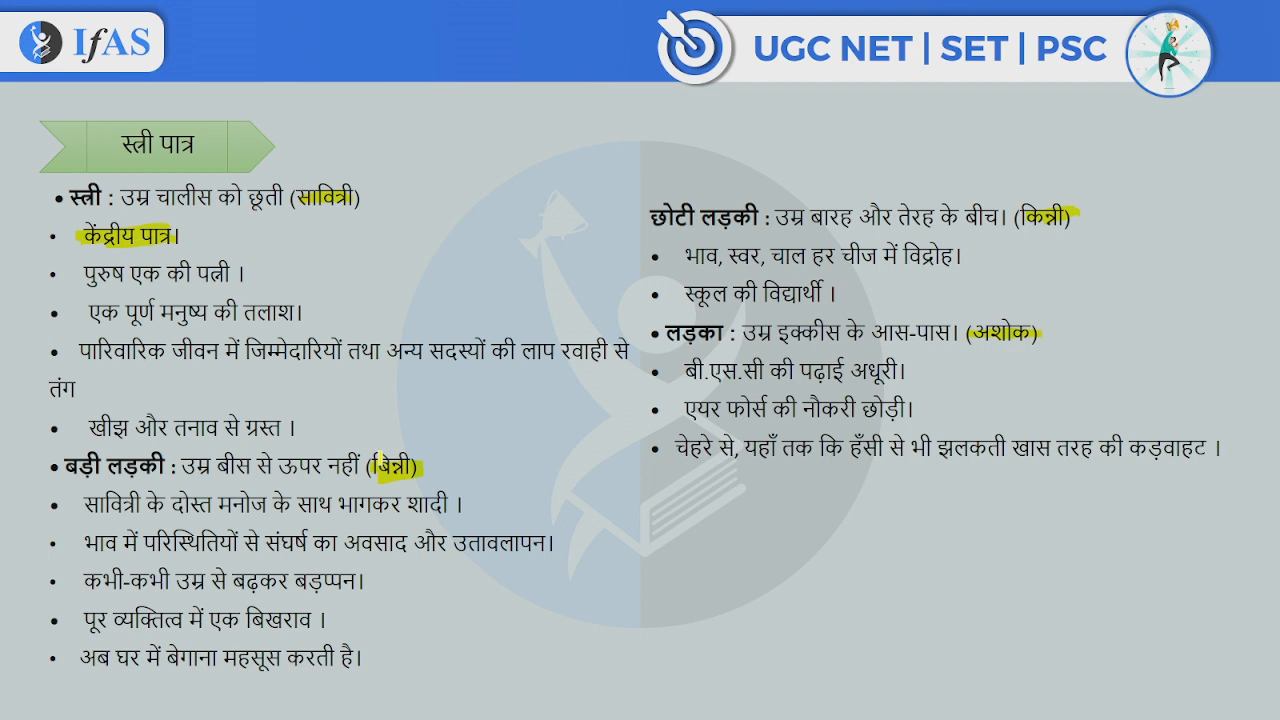 IfAS
UGC NET | SET | PSC
स्त्री पात्र
• स्त्री : उम्र चालीस को छूती (सावित्री)
• केंद्रीय पात्र।
• पुरुष एक की पत्नी ।
• एक पूर्ण मनुष्य की तलाश।
• पारिवारिक जीवन में जिम्मेदारियों तथा अन्य सदस्यों की लाप रवाही से
तंग
• खीझ और तनाव से ग्रस्त ।
• बड़ी लड़की : उम्र बीस से ऊपर नहीं (बिन्नी)
• सावित्री के दोस्त मनोज के साथ भागकर शादी ।
• भाव में परिस्थितियों से संघर्ष का अवसाद और उतावलापन।
• कभी-कभी उम्र से बढ़कर बड़प्पन।
• पूर व्यक्तित्व में एक बिखराव ।
• अब घर में बेगाना महसूस करती है।
छोटी लड़की : उम्र बारह और तेरह के बीच। (किन्नी)
• भाव, स्वर, चाल हर चीज में विद्रोह।
• स्कूल की विद्यार्थी ।
• लड़का : उम्र इक्कीस के आस-पास। (अशोक)
• बी.एस.सी की पढ़ाई अधूरी।
• एयर फोर्स की नौकरी छोड़ी।
• चेहरे से, यहाँ तक कि हँसी से भी झलकती खास तरह की कड़वाहट ।